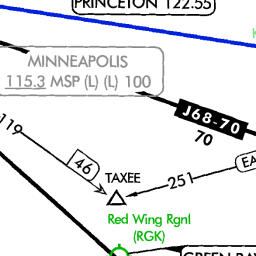 PRINCETON 122.55
MINNEAPOLIS
115.3 MSP (L) (L) 100
J68-70
70
119
46
TAXEE
251
EA
Red Wing Rgnl
(RGK)
GREEN BAY